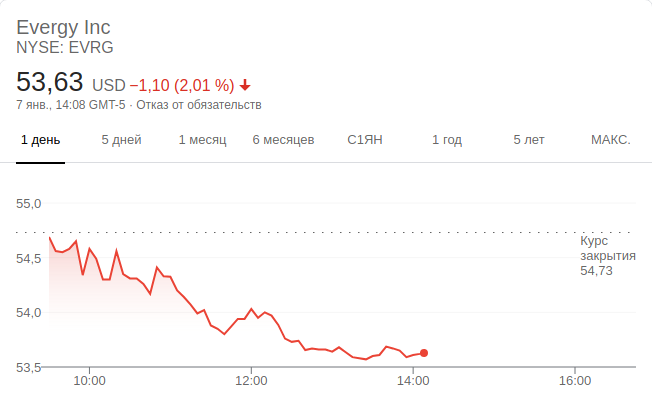 Evergy Inc
NYSE: EVRG
53,63 USD −1,10 (2,01 %)
7 янв., 14:08 GMT-5 · Отказ от обязательств
1 день 5 дней 1 месяц 6 месяцев С1ЯН 1 год 5 лет МАКС.
55,0
Курс
закрытия
54,5
54,73
54,0
53,5
10:00 12:00 14:00 16:00